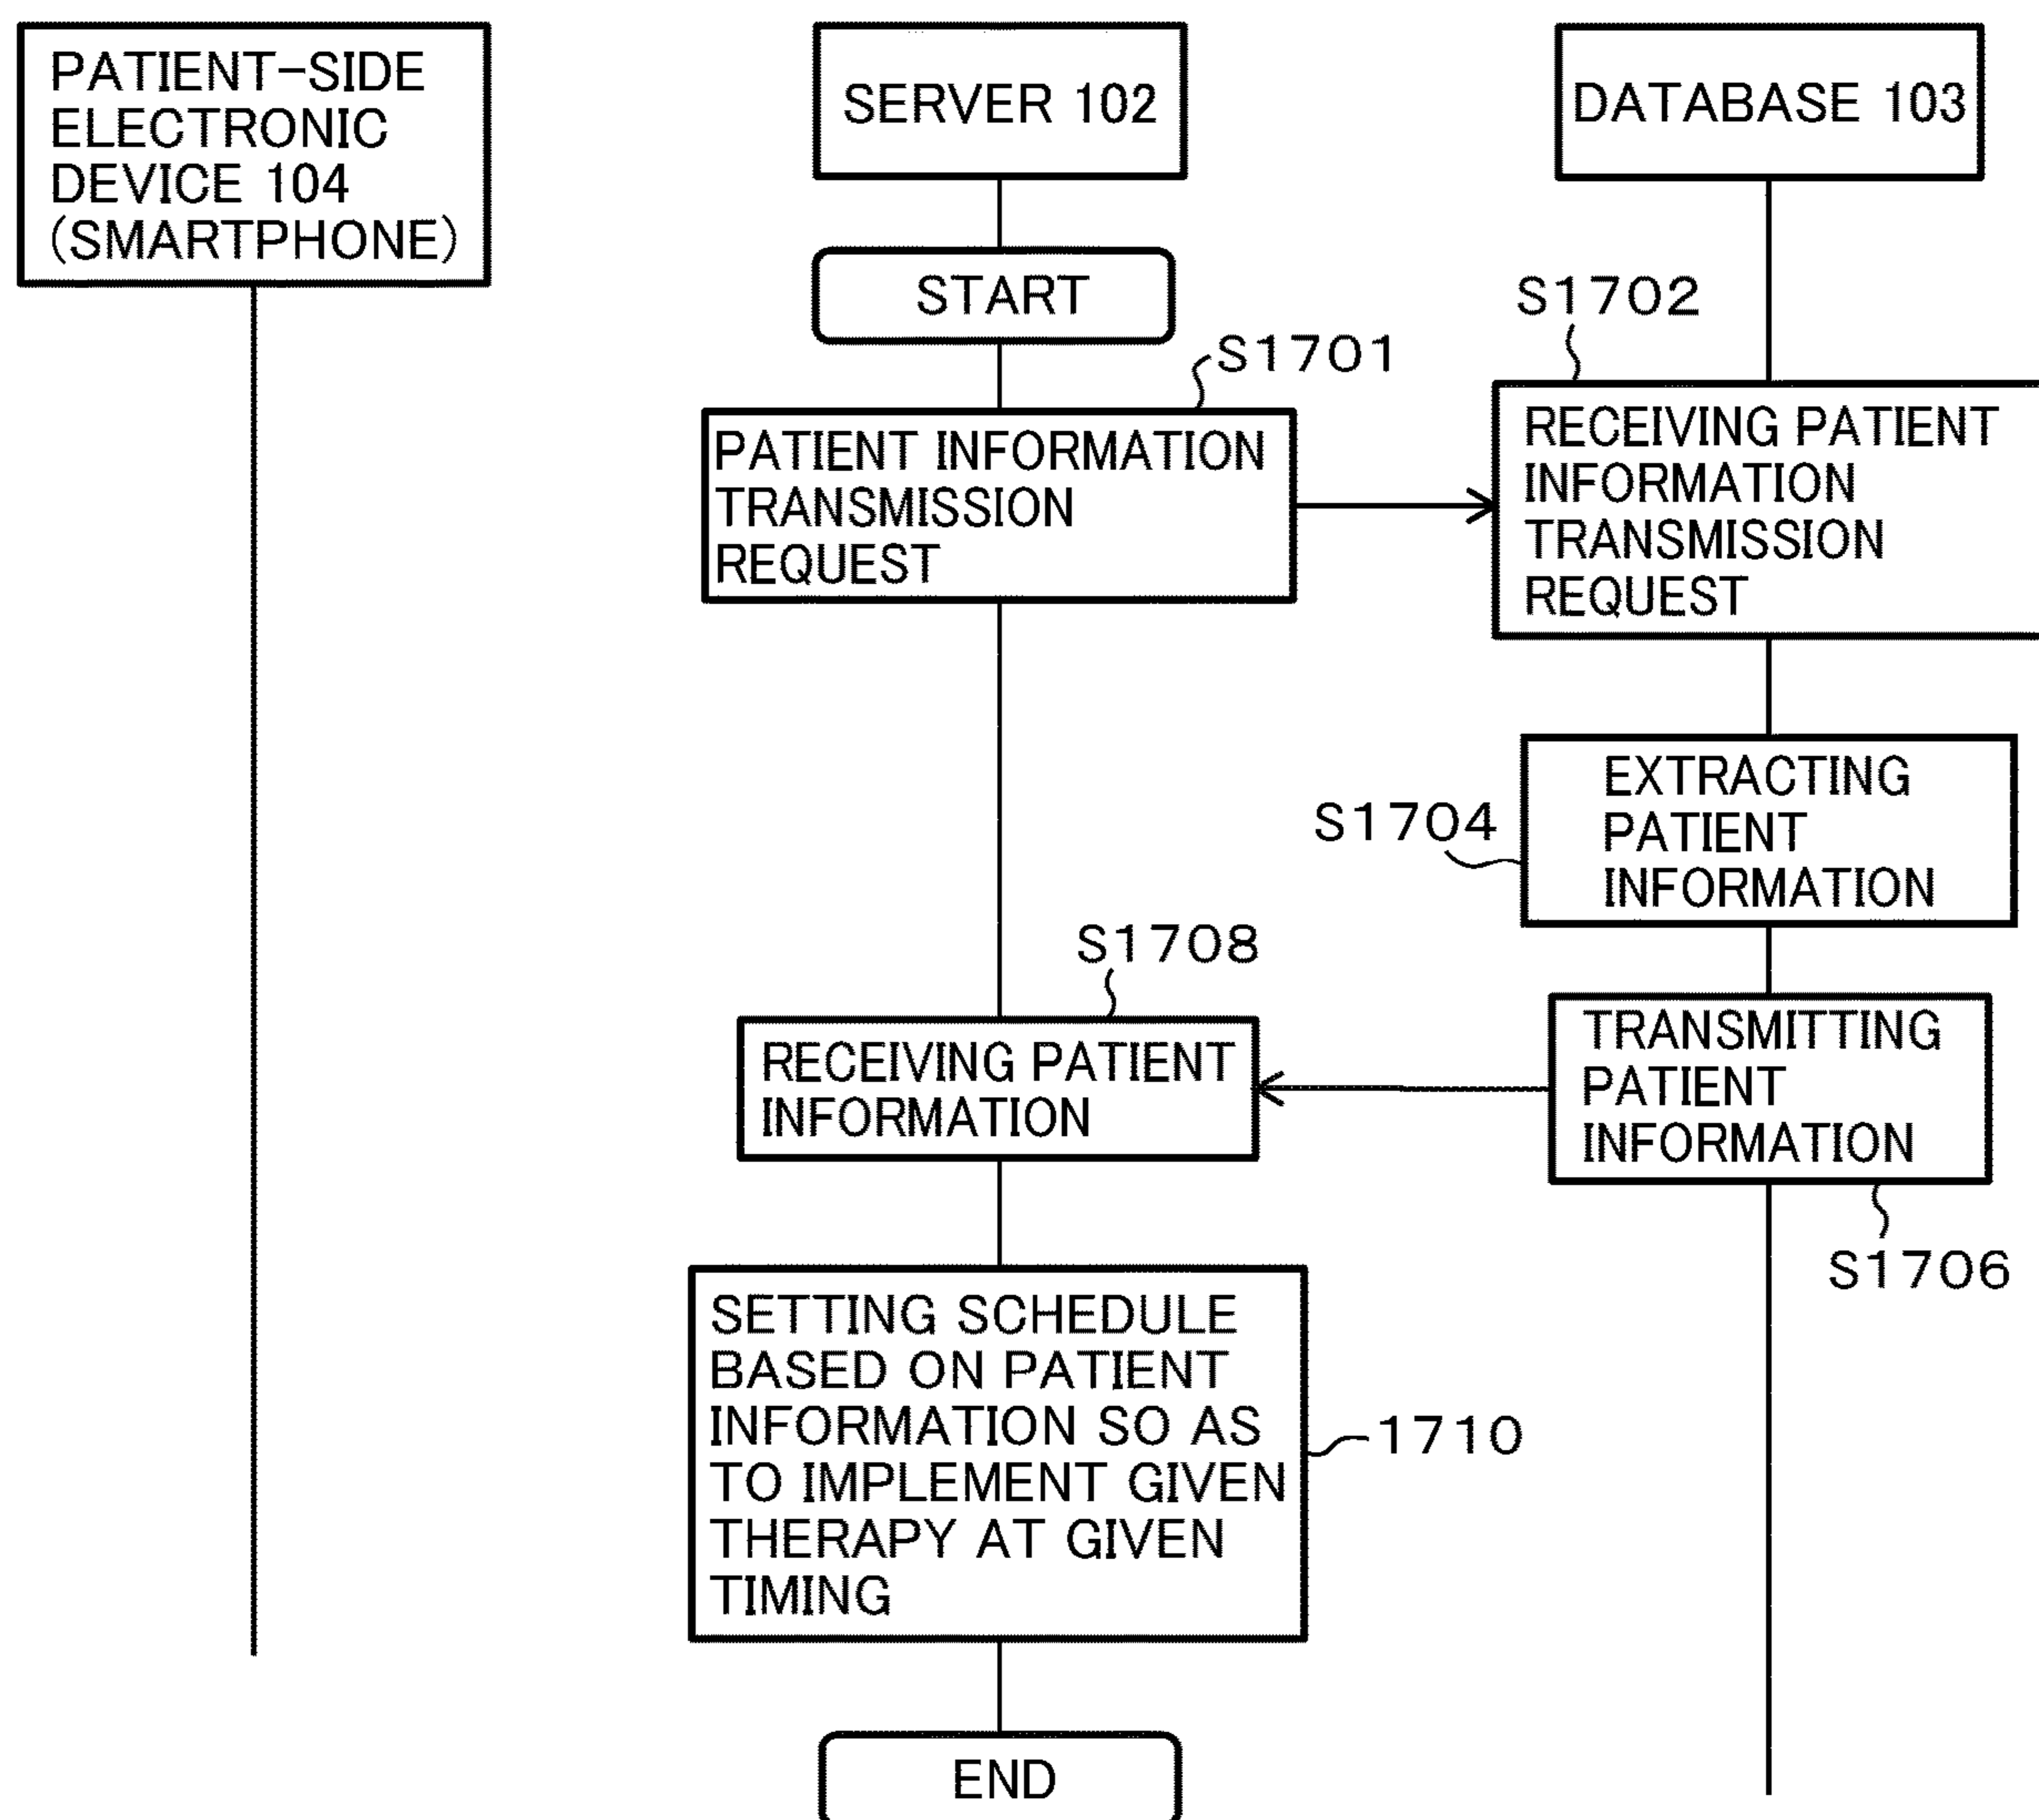 PATIENT-SIDE
ELECTRONIC
DEVICE 104
(SMARTPHONE)
SERVER 102
DATABASE 103
START
S1701
S1702
PATIENT INFORMATION
TRANSMISSION
REQUEST
RECEIVING PATIENT
INFORMATION
TRANSMISSION
REQUEST
S1704
EXTRACTING
PATIENT
INFORMATION
S1708
RECEIVING PATIENT
INFORMATION
TRANSMITTING
PATIENT
INFORMATION
S1706
SETTING SCHEDULE
BASED ON PATIENT
INFORMATION SO AS
TO IMPLEMENT GIVEN
THERAPY AT GIVEN
TIMING
1710
END